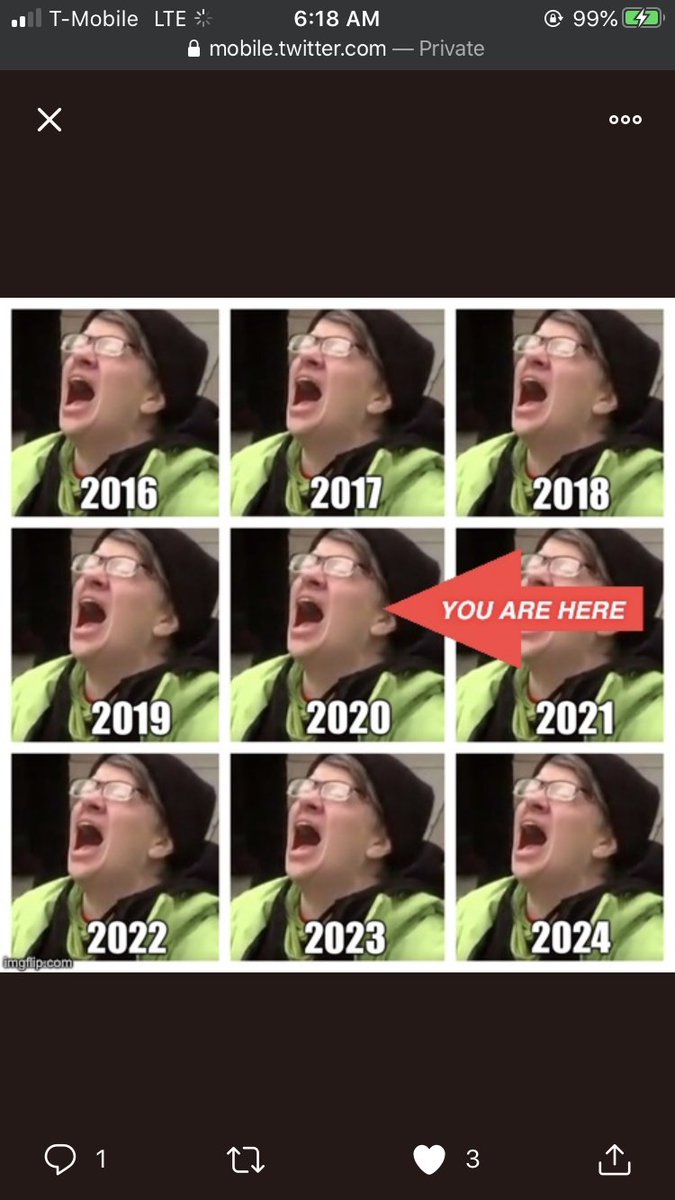 T-Mobile LTE 6:18 AM 99%
mobile.twitter.com — Private
2016 2017 2018
YOU ARE HERE
2019 2020 2021
2022 2023 2024
imgflip.com
1 3